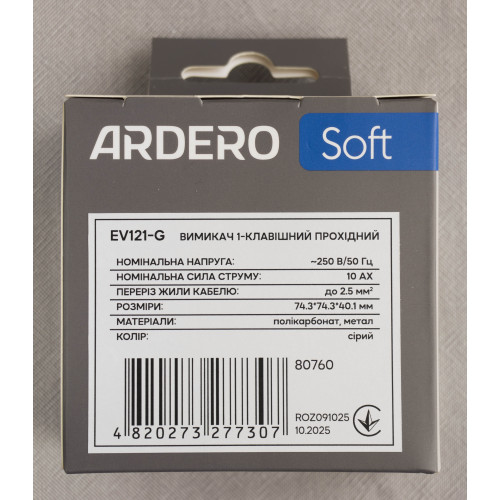 ARDERO Soft
EV121-G ВИМИКАЧ 1-КЛАВІШНИЙ ПРОХІДНИЙ
НОМІНАЛЬНА НАПРУГА: ~250 В/50 Гц
НОМІНАЛЬНА СИЛА СТРУМУ: 10 AX
ПЕРЕРІЗ ЖИЛИ КАБЕЛЮ: до 2.5 мм²
РОЗМІРИ: 74.3*74.3*40.1 мм
МАТЕРІАЛИ: полікарбонат, метал
КОЛІР: сірий
80760
ROZ091025
10.2025
4 820273 277307